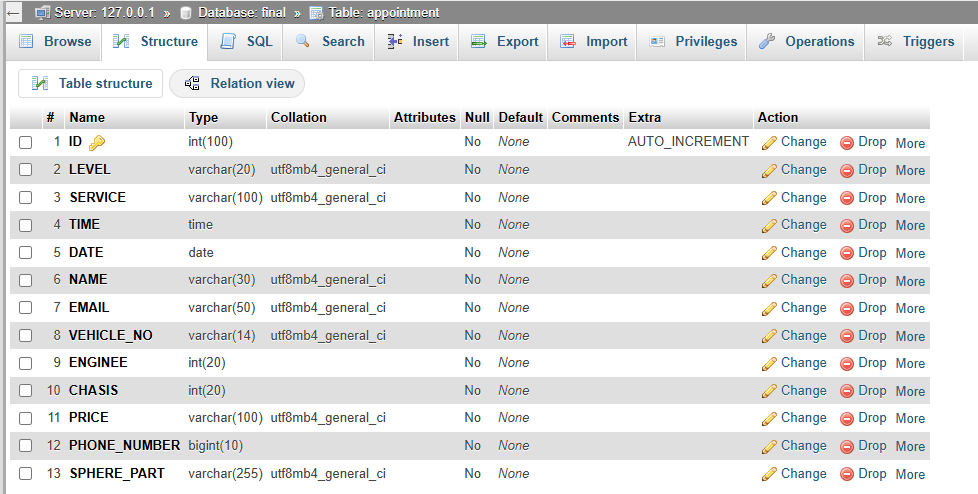 ← Server: 127.0.0.1 » Database: final » Table: appointment
Browse Structure SQL Search Insert Export Import Privileges Operations Triggers
Table structure Relation view
# Name Type Collation Attributes Null Default Comments Extra Action
1 ID int(100) No None AUTO_INCREMENT Change Drop More
2 LEVEL varchar(20) utf8mb4_general_ci No None Change Drop More
3 SERVICE varchar(100) utf8mb4_general_ci No None Change Drop More
4 TIME time No None Change Drop More
5 DATE date No None Change Drop More
6 NAME varchar(30) utf8mb4_general_ci No None Change Drop More
7 EMAIL varchar(50) utf8mb4_general_ci No None Change Drop More
8 VEHICLE_NO varchar(14) utf8mb4_general_ci No None Change Drop More
9 ENGINEE int(20) No None Change Drop More
10 CHASIS int(20) No None Change Drop More
11 PRICE varchar(100) utf8mb4_general_ci No None Change Drop More
12 PHONE_NUMBER bigint(10) No None Change Drop More
13 SPHERE_PART varchar(255) utf8mb4_general_ci No None Change Drop More